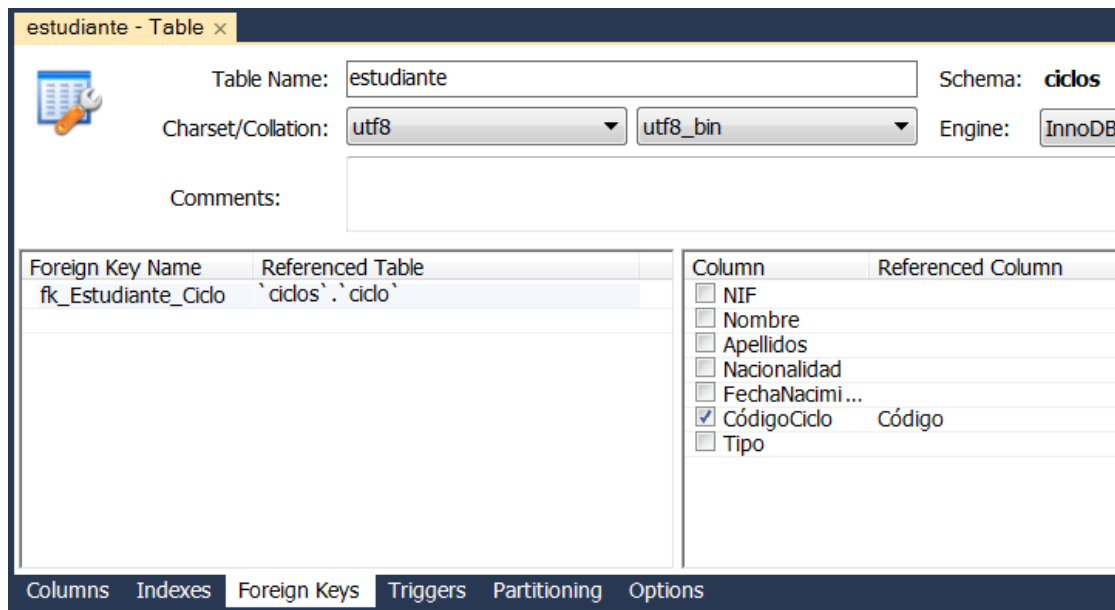 estudiante - Table ×
Table Name: estudiante Schema: ciclos
Charset/Collation: utf8 utf8_bin Engine: InnoDB
Comments:
Foreign Key Name Referenced Table
fk_Estudiante_Ciclo `ciclos`.`ciclo`
Column Referenced Column
NIF
Nombre
Apellidos
Nacionalidad
FechaNacimi...
CódigoCiclo Código
Tipo
Columns Indexes Foreign Keys Triggers Partitioning Options